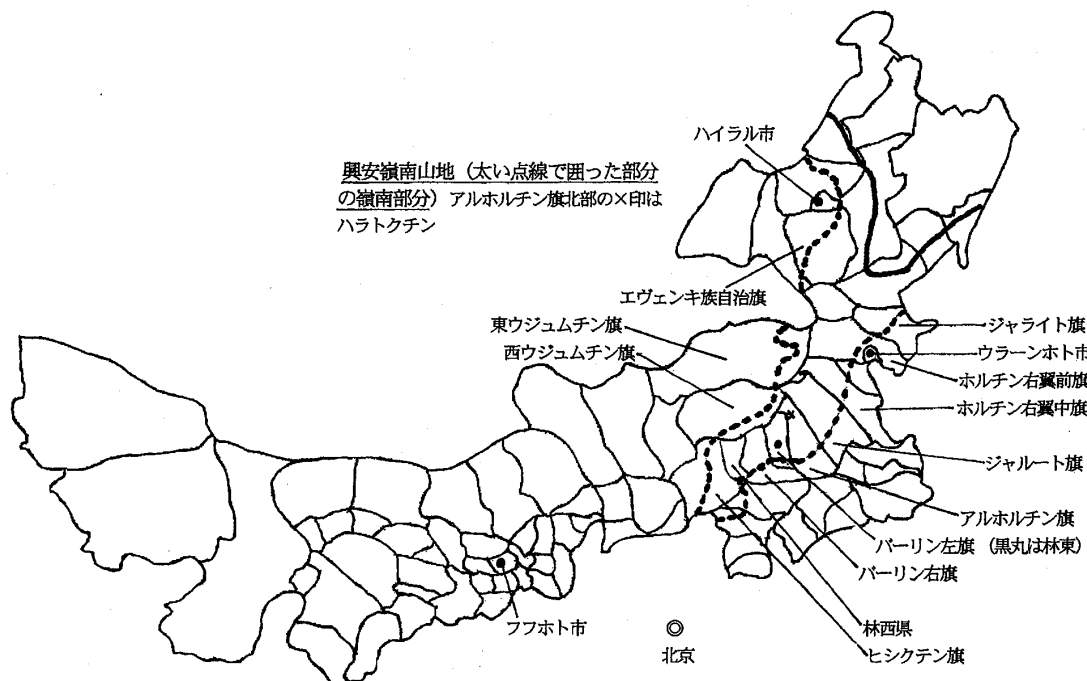 ハイラル市
興安嶺南山地（太い点線で囲った部分
の嶺南部分）アルホルチン旗北部の×印は
ハラトクチン
エヴェンキ族自治旗
東ウジュムチン旗
西ウジュムチン旗
ジャライト旗
ウラーンホト市
ホルチン右翼前旗
ホルチン右翼中旗
ジャルート旗
アルホルチン旗
バーリン左旗（黒丸は林東）
バーリン右旗
林西県
ヒシクテン旗
フフホト市
北京